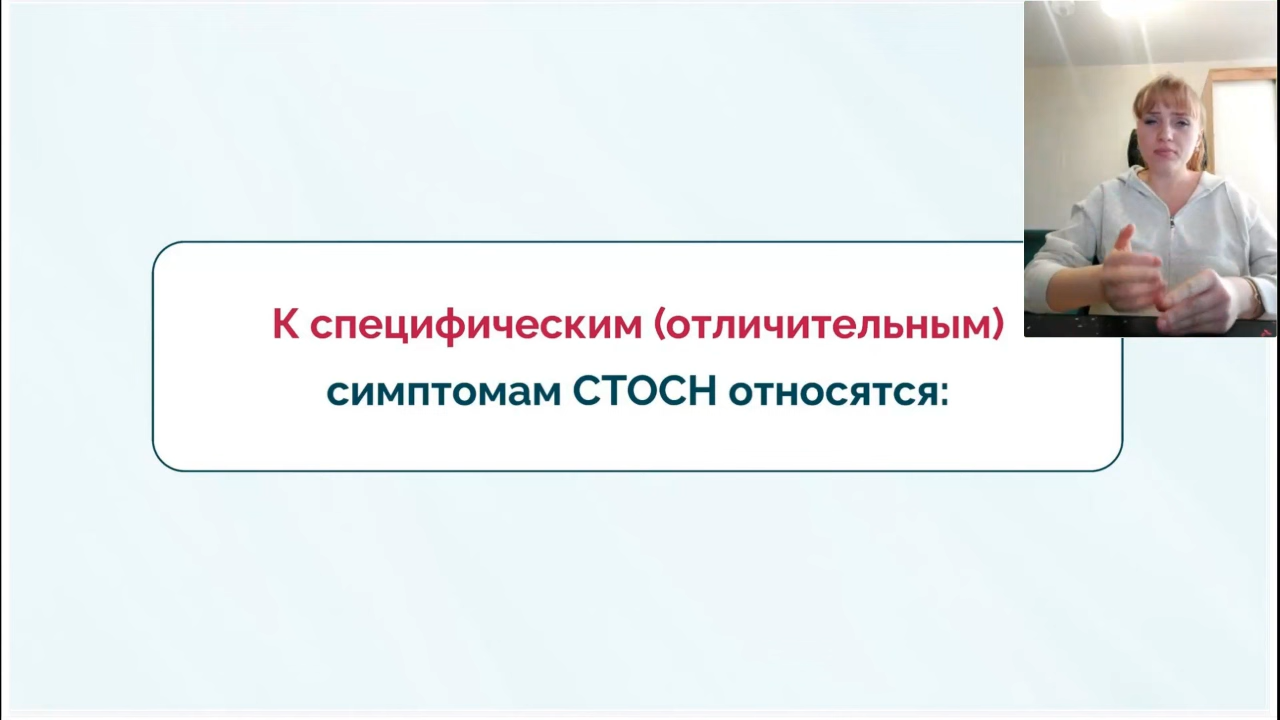 К специфическим (отличительным)
симптомам СТОСН относятся: